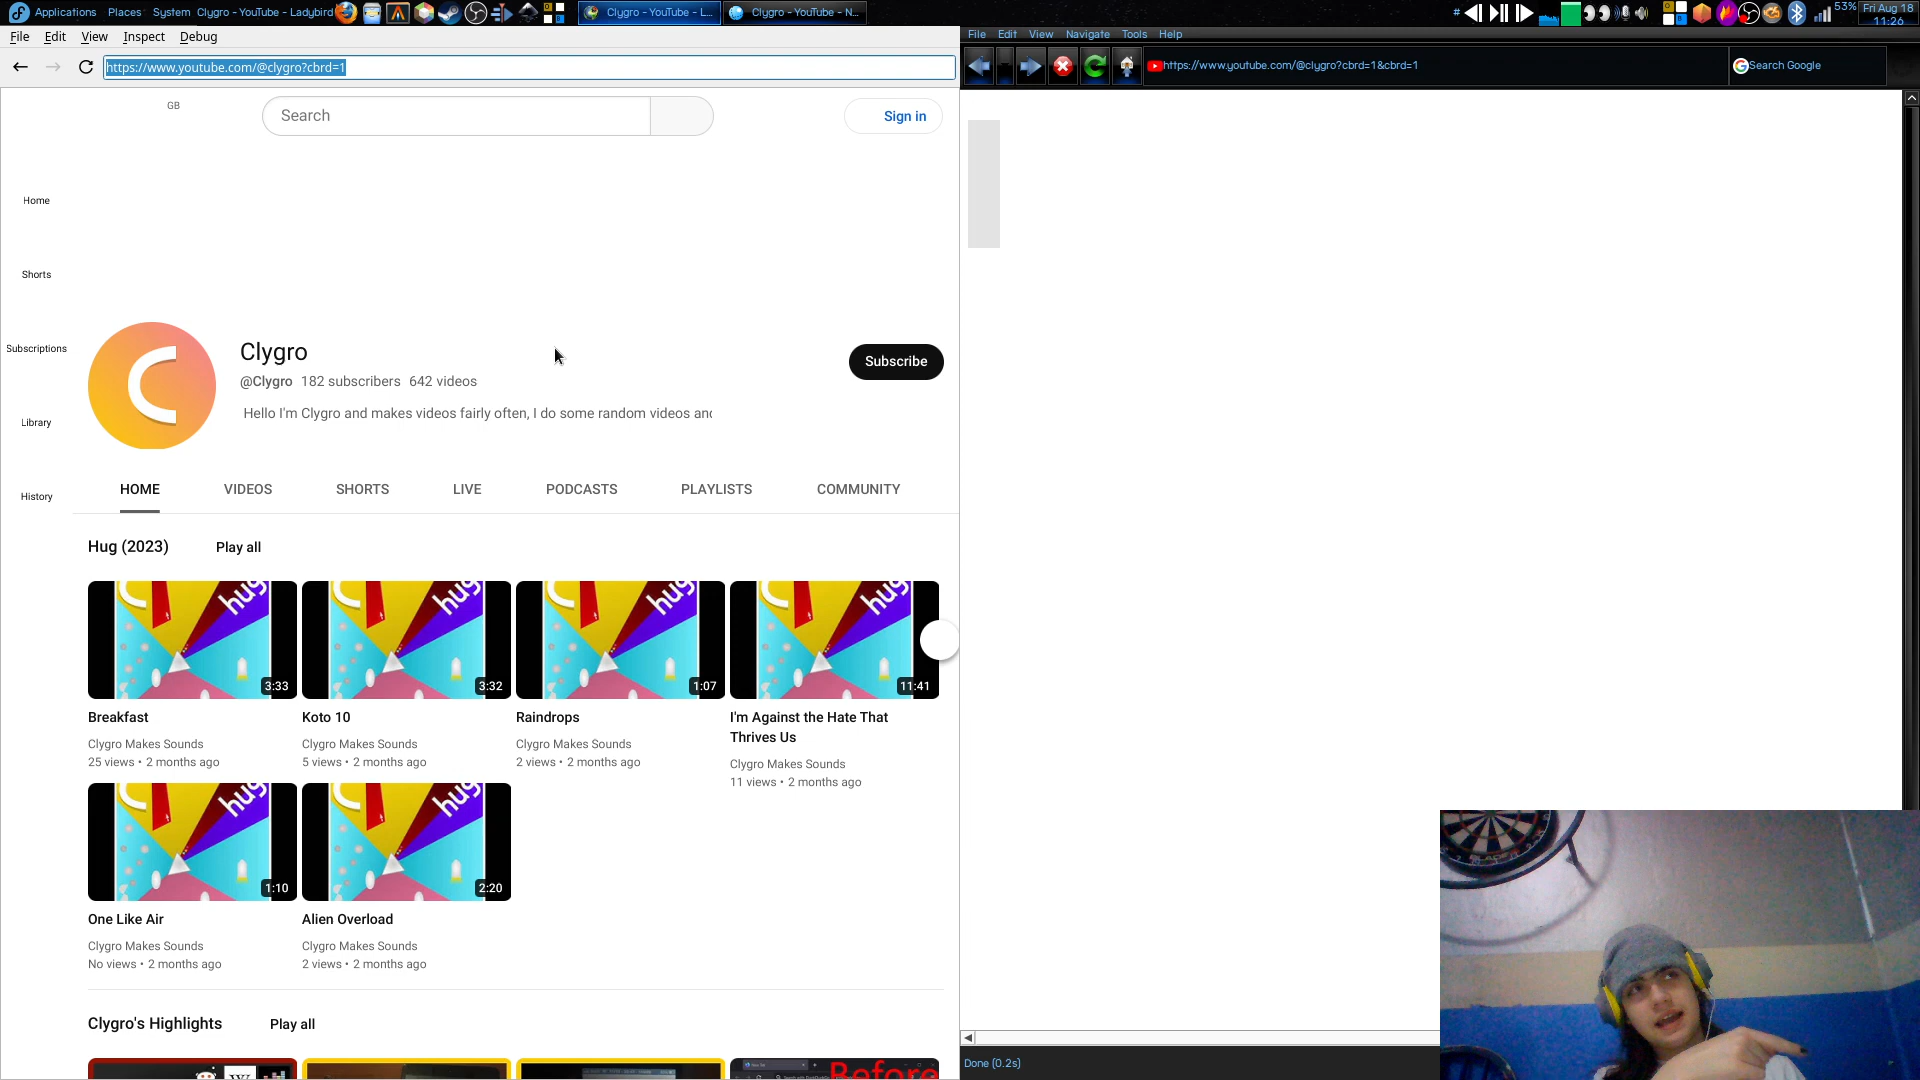 Applications Places System Clygro - YouTube - Ladybird
Clygro - YouTube - L...
Clygro - YouTube - N...
#
53%
Fri Aug 18
11:26
File Edit View Inspect Debug
https://www.youtube.com/@clygro?cbrd=1
GB
Search
Sign in
Home
Shorts
Subscriptions
Library
History
Clygro
@Clygro 182 subscribers 642 videos
Hello I'm Clygro and makes videos fairly often, I do some random videos and
Subscribe
HOME VIDEOS SHORTS LIVE PODCASTS PLAYLISTS COMMUNITY
Hug (2023) Play all
hug hug hug hug
3:33 3:32 1:07 11:41
Breakfast
Clygro Makes Sounds
25 views • 2 months ago
Koto 10
Clygro Makes Sounds
5 views • 2 months ago
Raindrops
Clygro Makes Sounds
2 views • 2 months ago
I'm Against the Hate That
Thrives Us
Clygro Makes Sounds
11 views • 2 months ago
hug hug
1:10 2:20
One Like Air
Clygro Makes Sounds
No views • 2 months ago
Alien Overload
Clygro Makes Sounds
2 views • 2 months ago
Clygro's Highlights Play all
W
Before
File Edit View Navigate Tools Help
https://www.youtube.com/@clygro?cbrd=1&cbrd=1
Search Google
Done (0.2s)